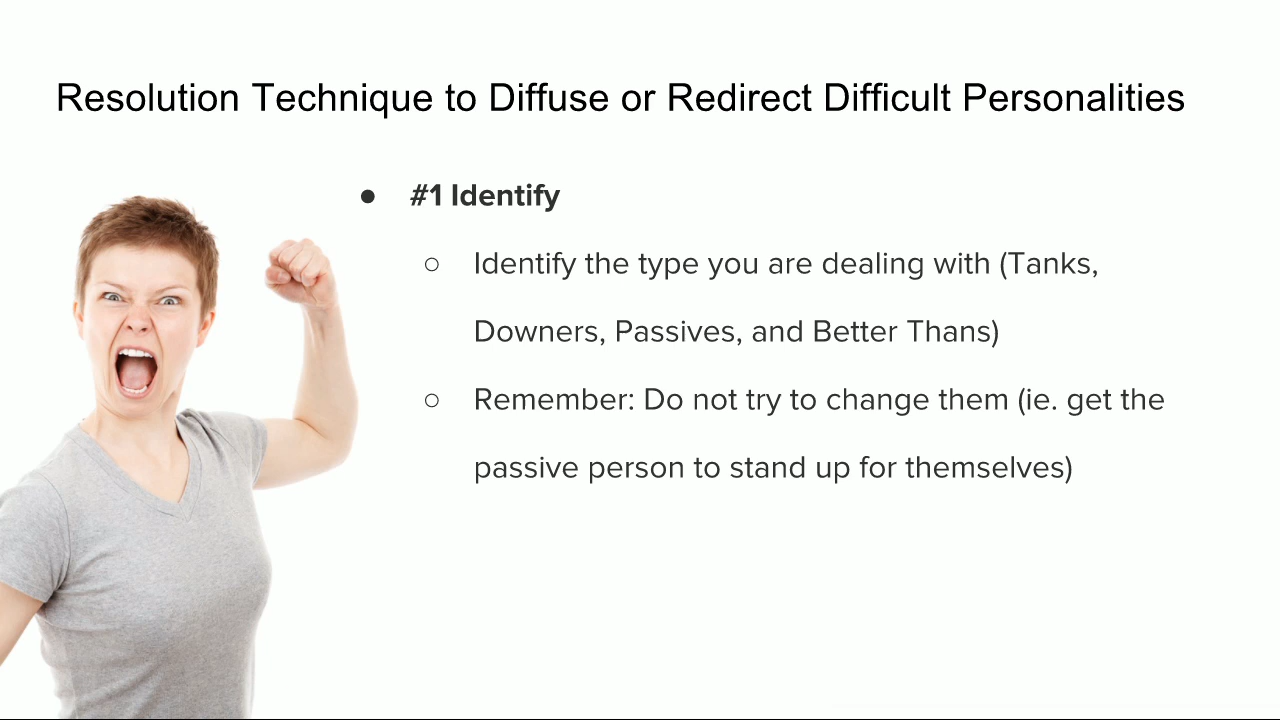 Resolution Technique to Diffuse or Redirect Difficult Personalities
● #1 Identify
○ Identify the type you are dealing with (Tanks,
Downers, Passives, and Better Thans)
○ Remember: Do not try to change them (ie. get the
passive person to stand up for themselves)